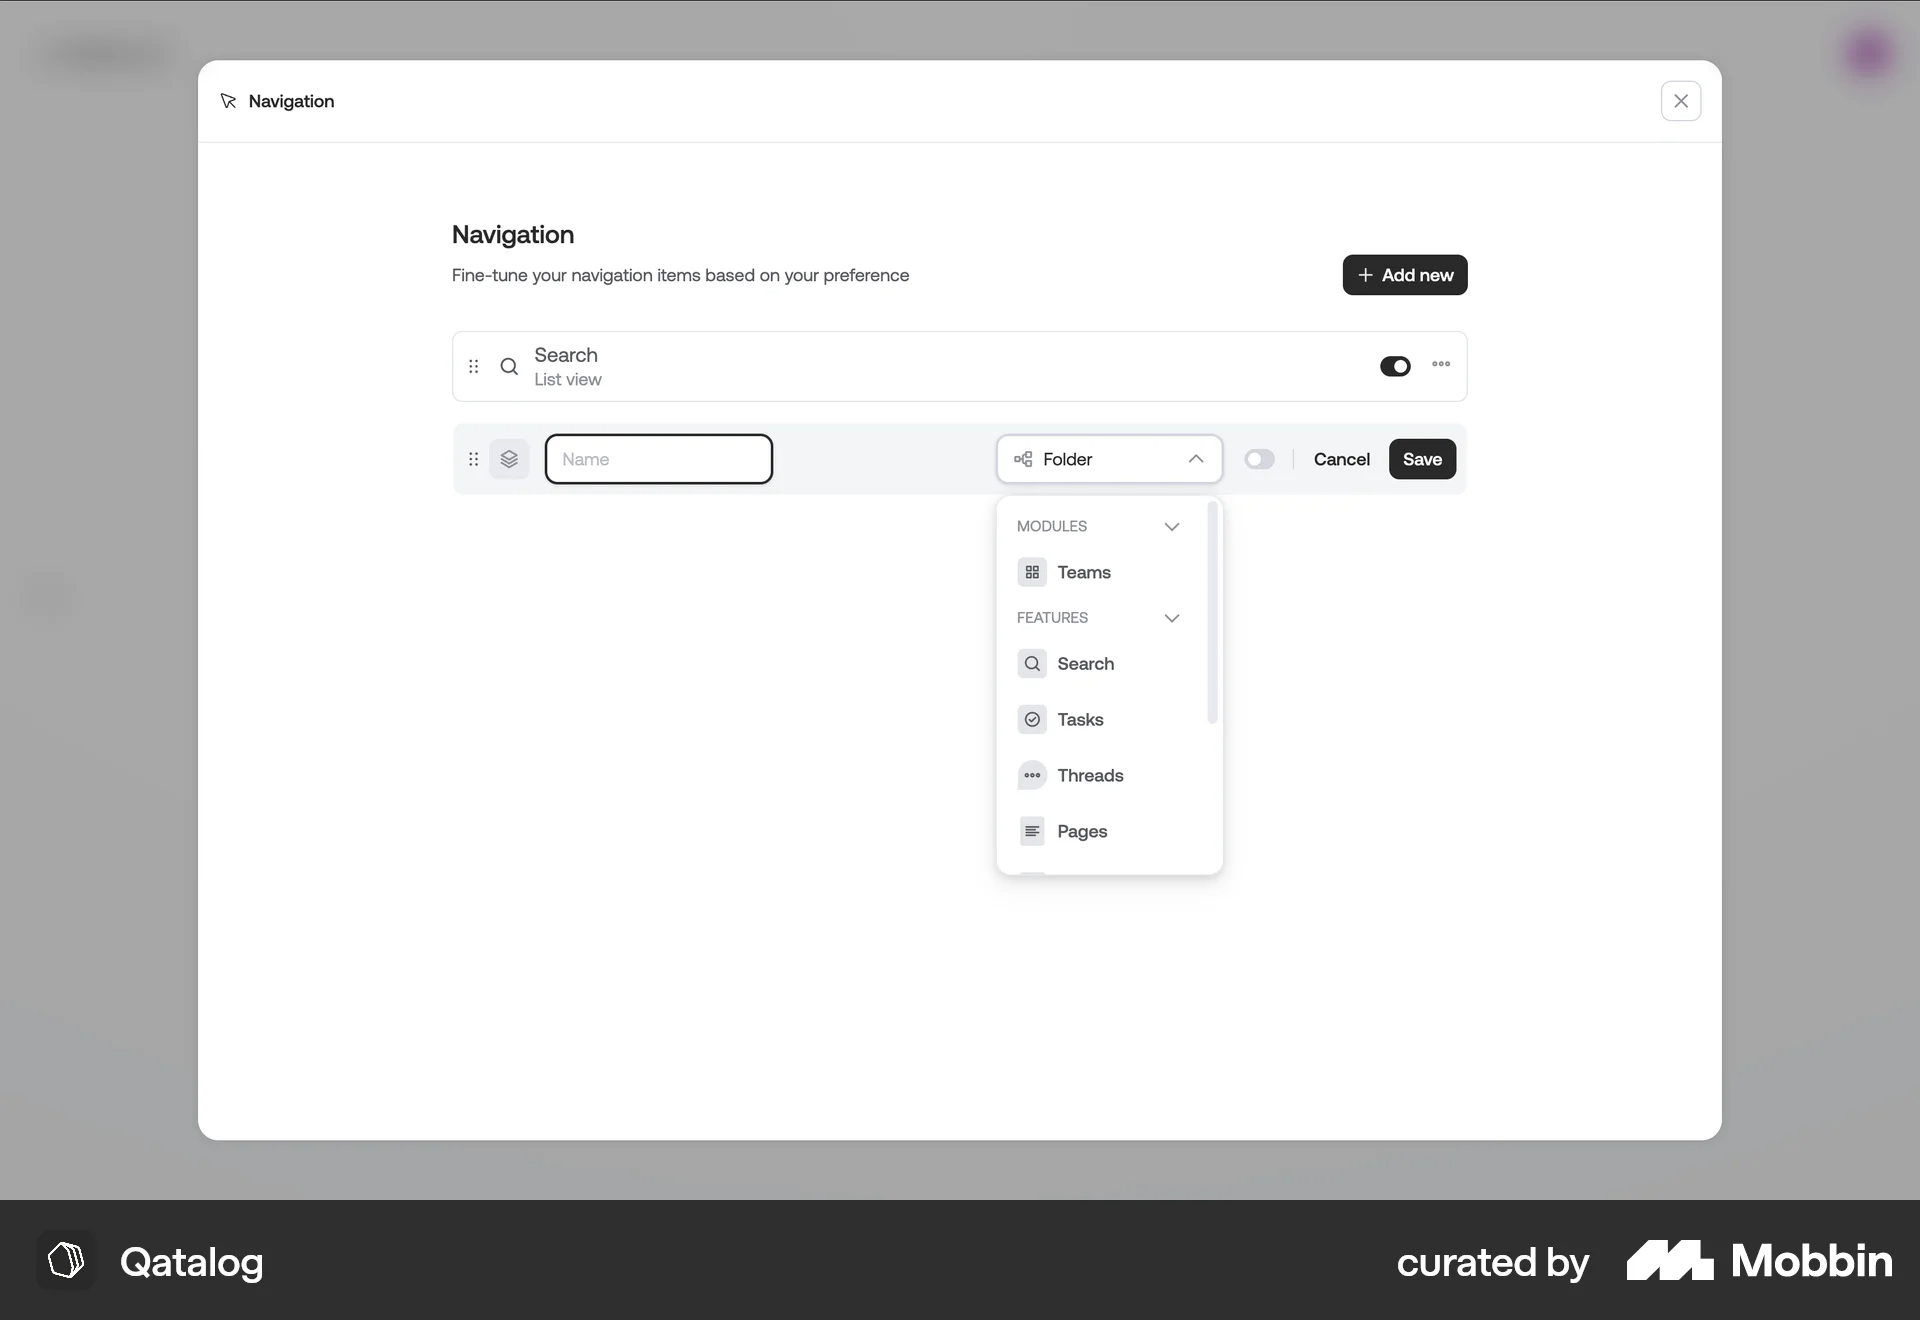 Navigation
Navigation
Fine-tune your navigation items based on your preference
Add new
Search
List view
Name
Folder
Cancel
Save
MODULES
Teams
FEATURES
Search
Tasks
Threads
Pages
Qatalog
curated by
Mobbin